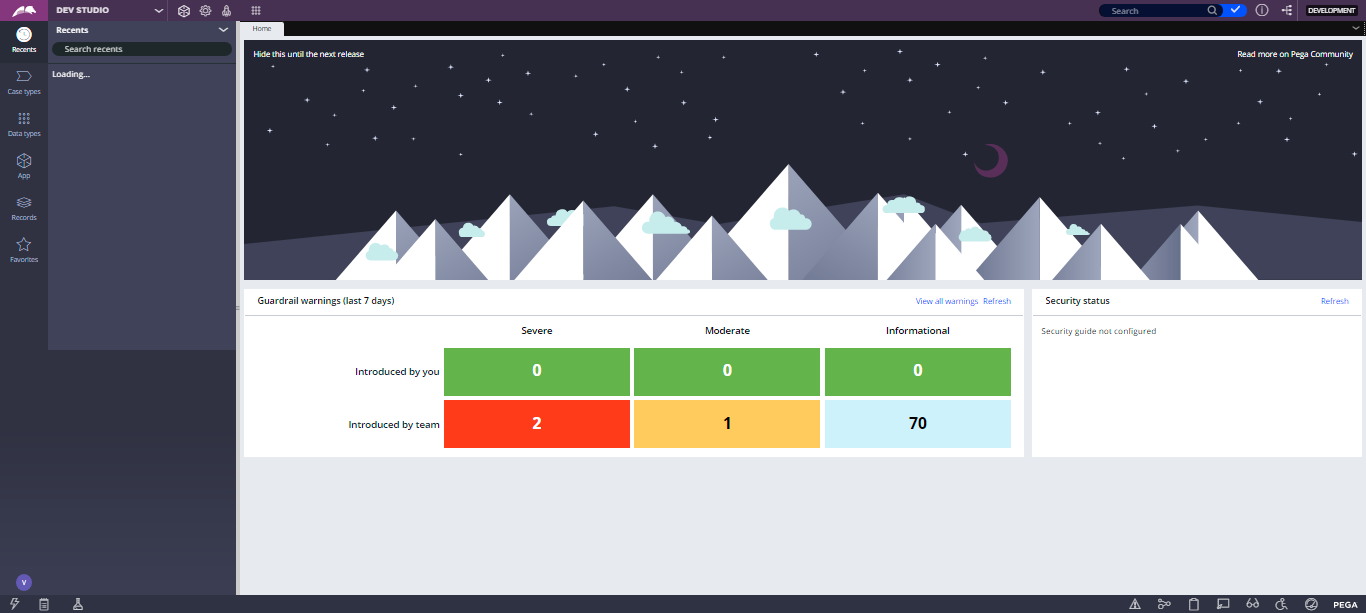 DEV STUDIO
Search
DEVELOPMENT
Recents
Recents
Search recents
Loading...
Case types
Data types
App
Records
Favorites
V
Home
Hide this until the next release
Read more on Pega Community
Guardrail warnings (last 7 days)
View all warnings Refresh
Severe Moderate Informational
Introduced by you 0 0 0
Introduced by team 2 1 70
Security status
Refresh
Security guide not configured
PEGA